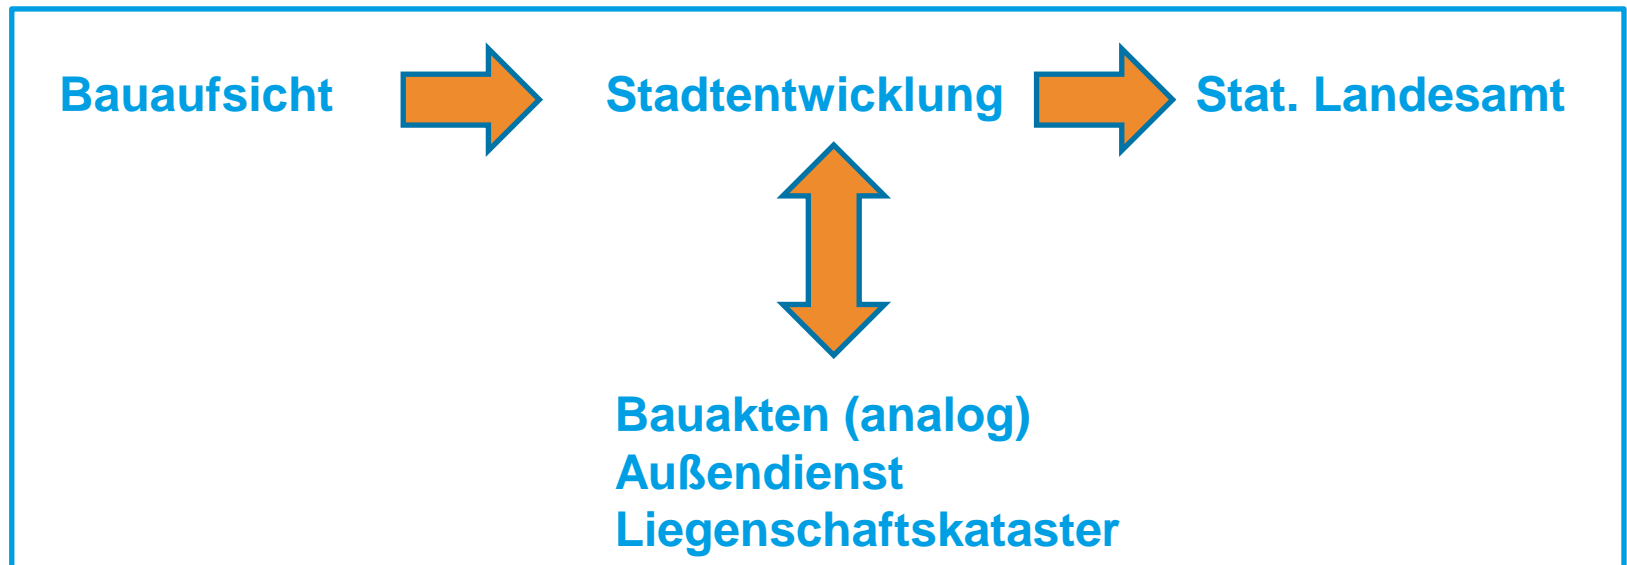 Bauaufsicht Stadtentwicklung Stat. Landesamt
Bauakten (analog)
Außendienst
Liegenschaftskataster